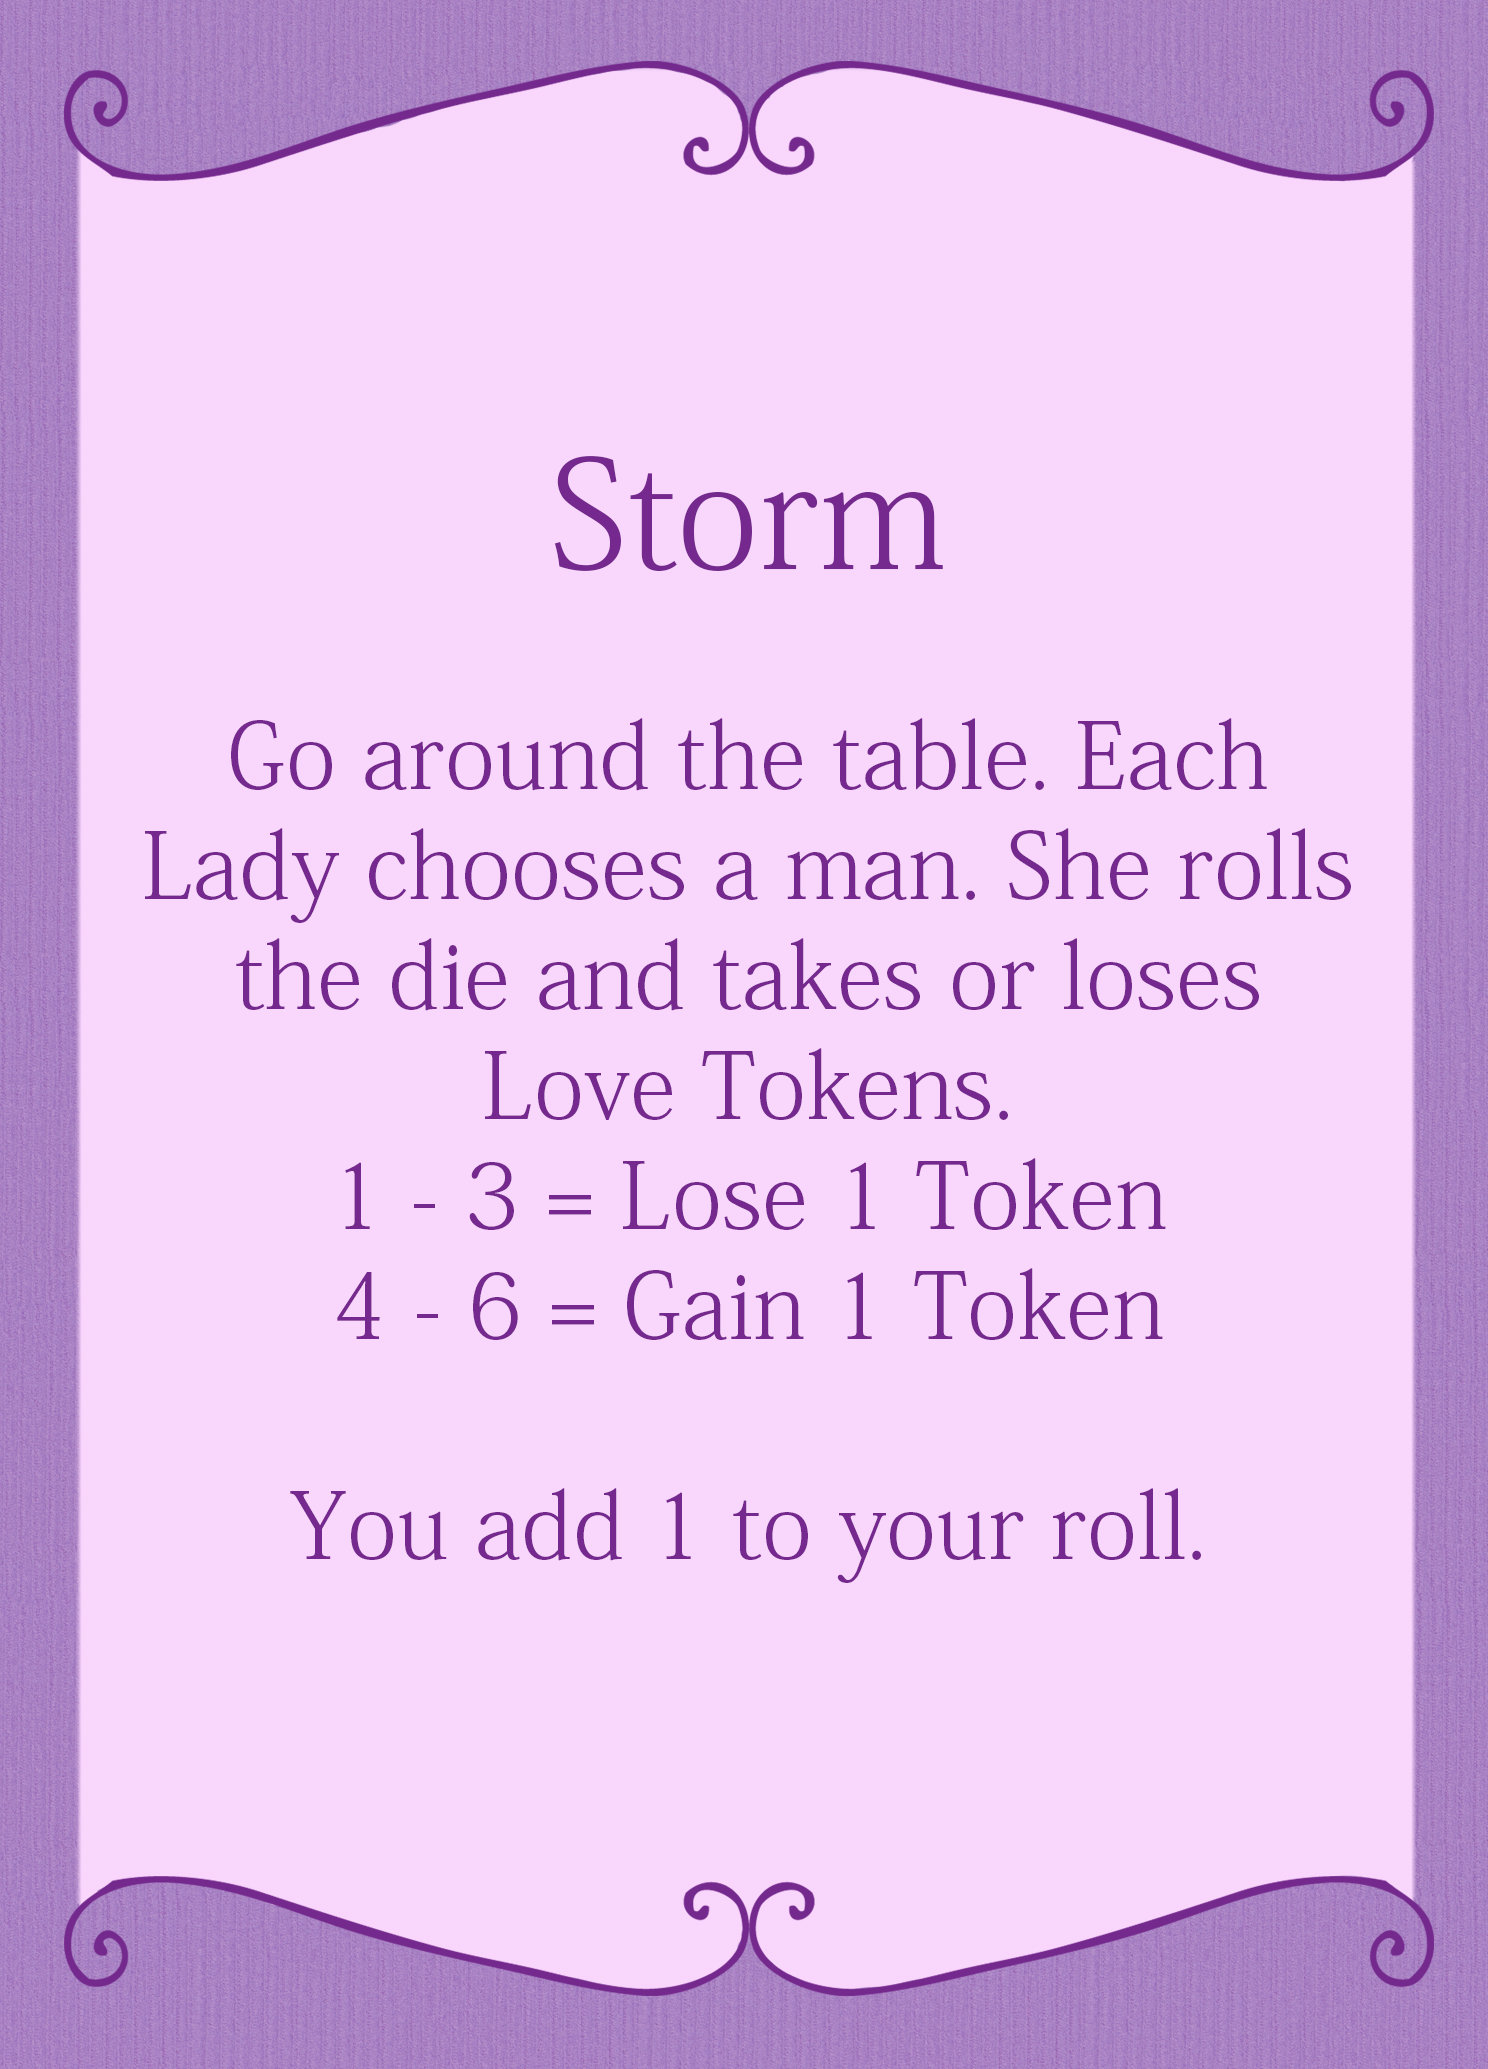 Storm
Go around the table. Each
Lady chooses a man. She rolls
the die and takes or loses
Love Tokens.
1 - 3 = Lose 1 Token
4 - 6 = Gain 1 Token
You add 1 to your roll.